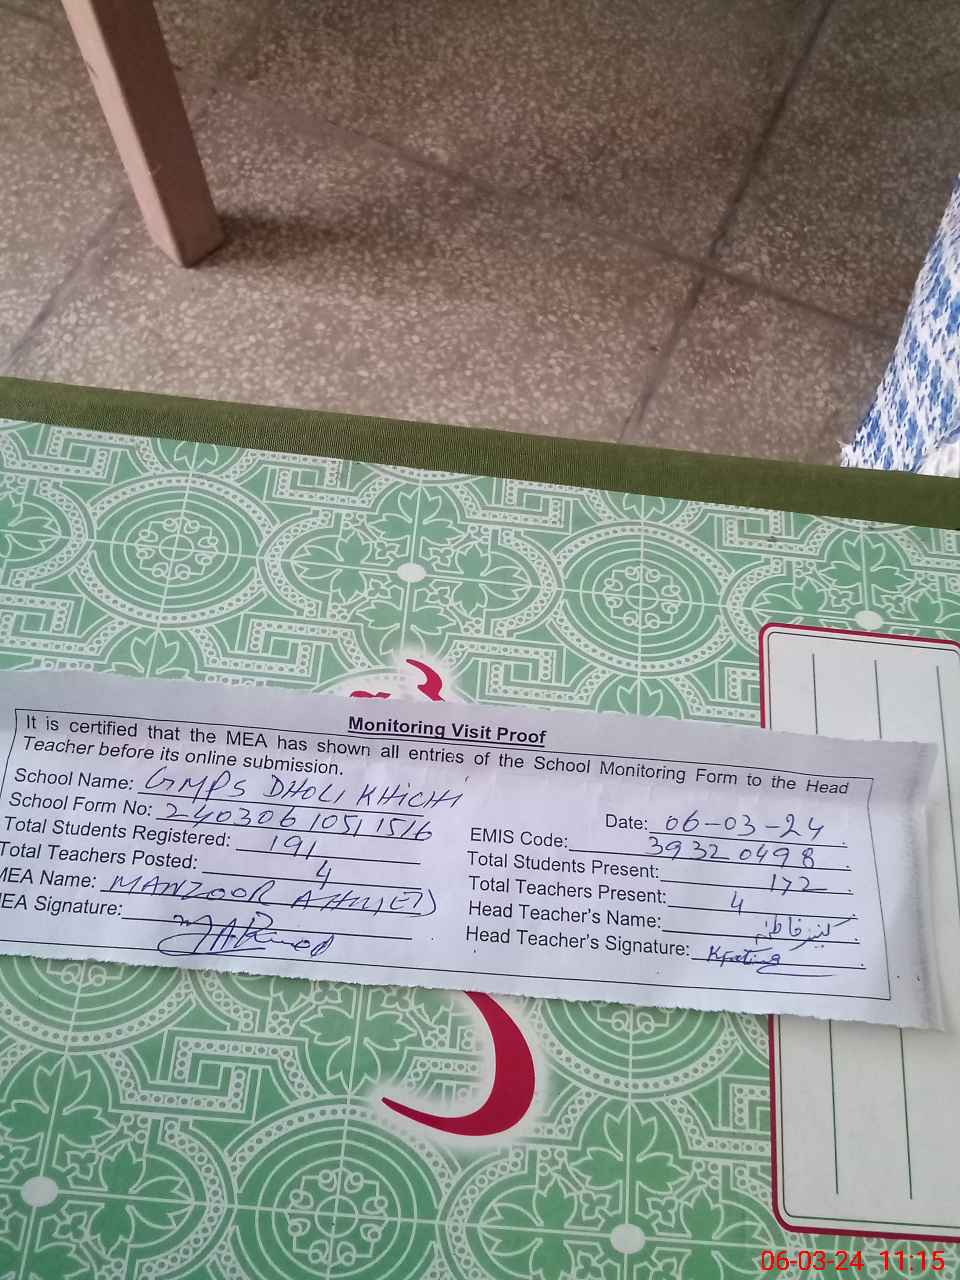 Monitoring Visit Proof
It is certified that the MEA has shown all entries of the School Monitoring Form to the Head
Teacher before its online submission.
School Name: GMPS DHOLI KHICHI
Date: 06-03-24
School Form No: 2403061051516
EMIS Code: 39320498
Total Students Registered: 191
Total Students Present: 172
Total Teachers Posted: 4
Total Teachers Present: 4
MEA Name: MANZOOR AHMED
Head Teacher's Name: کنیز فاطمہ
MEA Signature:
Head Teacher's Signature:
06-03-24 11:15